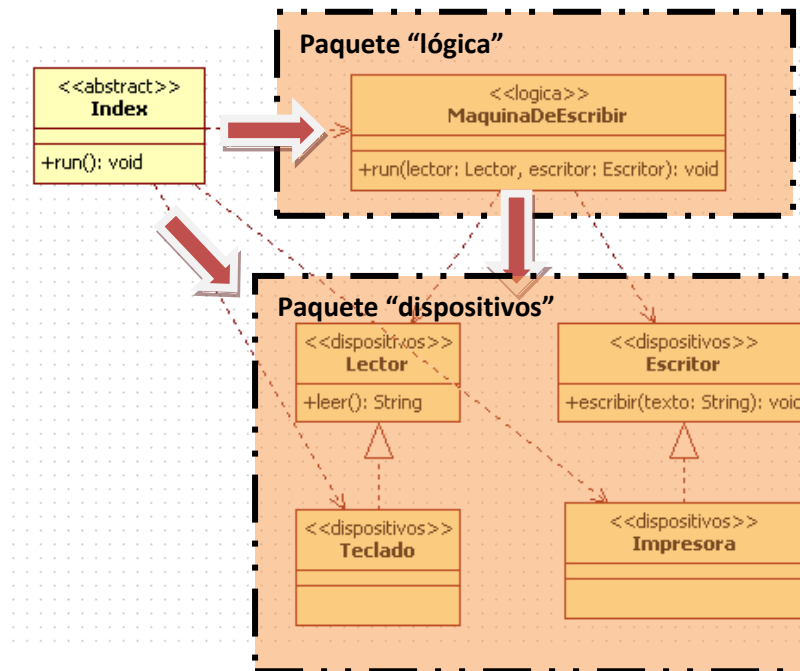 Paquete “lógica”
<<abstract>>
Index
+run(): void
<<logica>>
MaquinaDeEscribir
+run(lector: Lector, escritor: Escritor): void
Paquete “dispositivos”
<<dispositivos>>
Lector
+leer(): String
<<dispositivos>>
Escritor
+escribir(texto: String): void
<<dispositivos>>
Teclado
<<dispositivos>>
Impresora